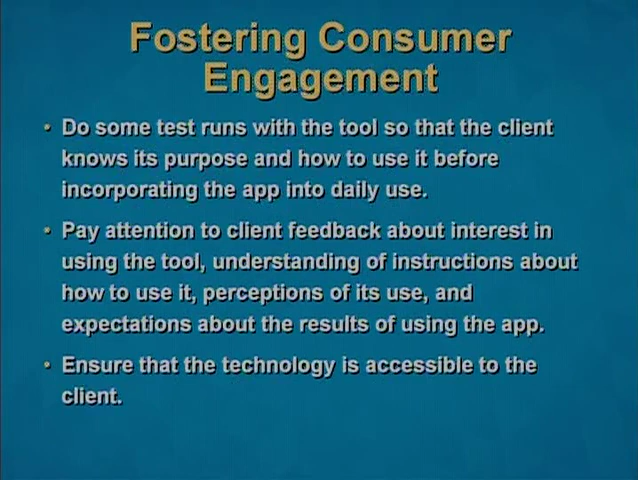 Fostering Consumer
Engagement
• Do some test runs with the tool so that the client
knows its purpose and how to use it before
incorporating the app into daily use.
• Pay attention to client feedback about interest in
using the tool, understanding of instructions about
how to use it, perceptions of its use, and
expectations about the results of using the app.
• Ensure that the technology is accessible to the
client.